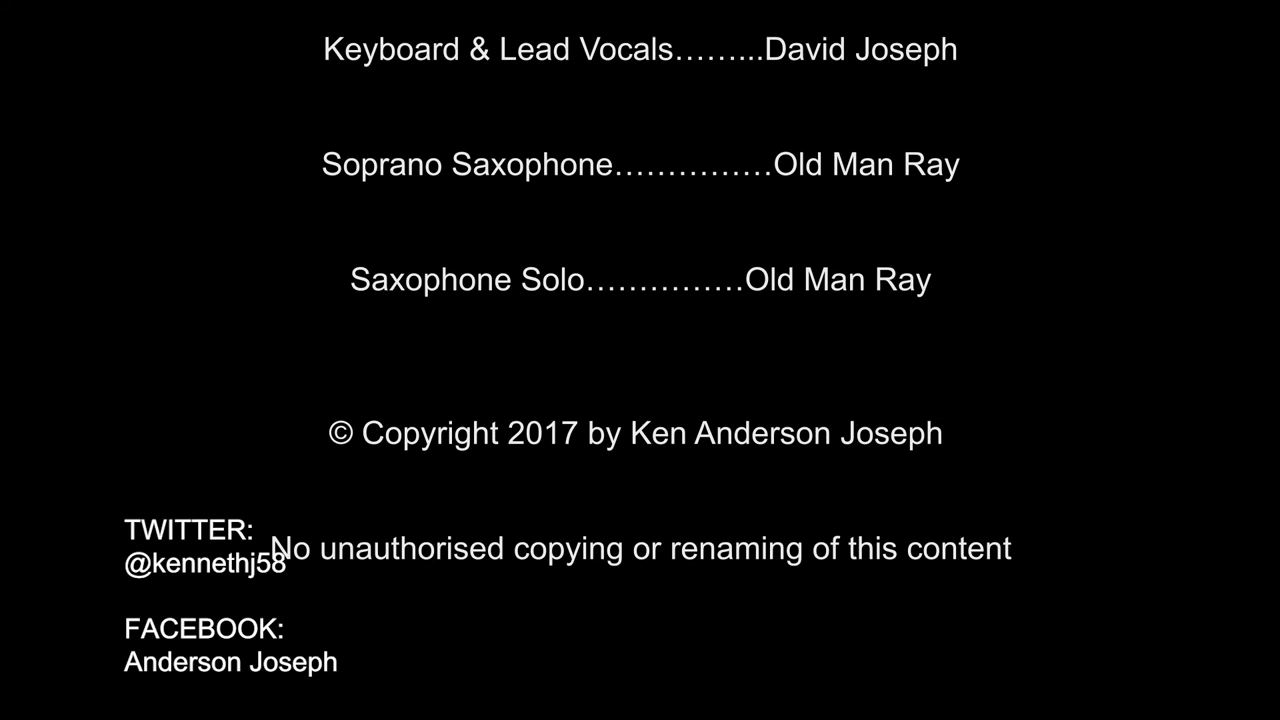 Keyboard & Lead Vocals……...David Joseph
Soprano Saxophone……………Old Man Ray
Saxophone Solo……………Old Man Ray
© Copyright 2017 by Ken Anderson Joseph
No unauthorised copying or renaming of this content
TWITTER:
@kennethj58
FACEBOOK:
Anderson Joseph